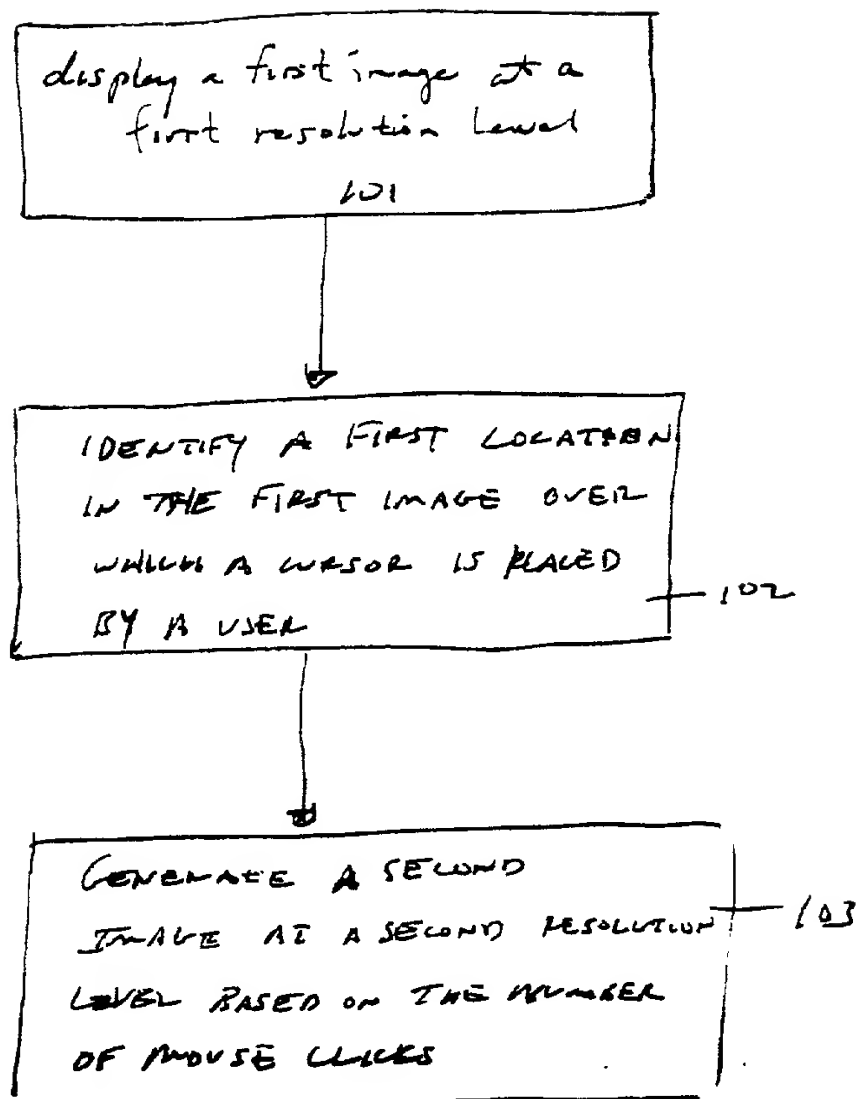 display a first image at a
first resolution level
101
IDENTIFY A FIRST LOCATION
IN THE FIRST IMAGE OVER
WHICH A CURSOR IS PLACED
BY A USER
102
GENERATE A SECOND
IMAGE AT A SECOND RESOLUTION
LEVEL BASED ON THE NUMBER
OF MOUSE CLICKS
103